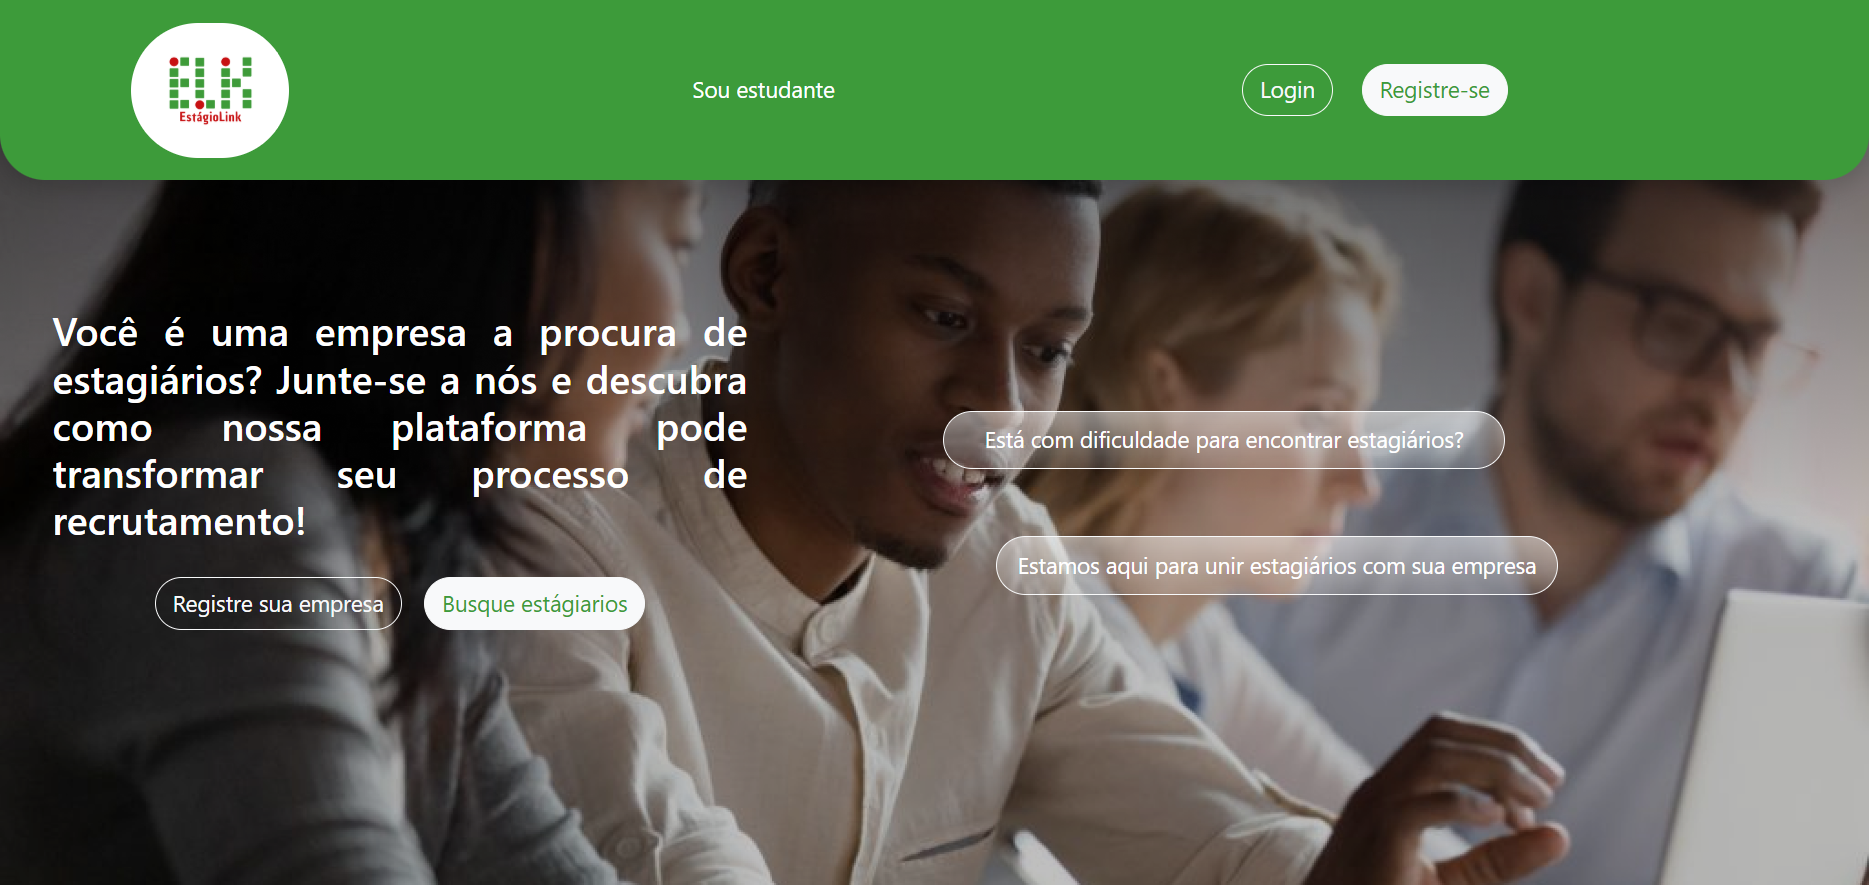 ELK
EstágioLink
Sou estudante
Login
Registre-se
Você é uma empresa a procura de
estagiários? Junte-se a nós e descubra
como nossa plataforma pode
transformar seu processo de
recrutamento!
Registre sua empresa
Busque estágiarios
Está com dificuldade para encontrar estagiários?
Estamos aqui para unir estagiários com sua empresa